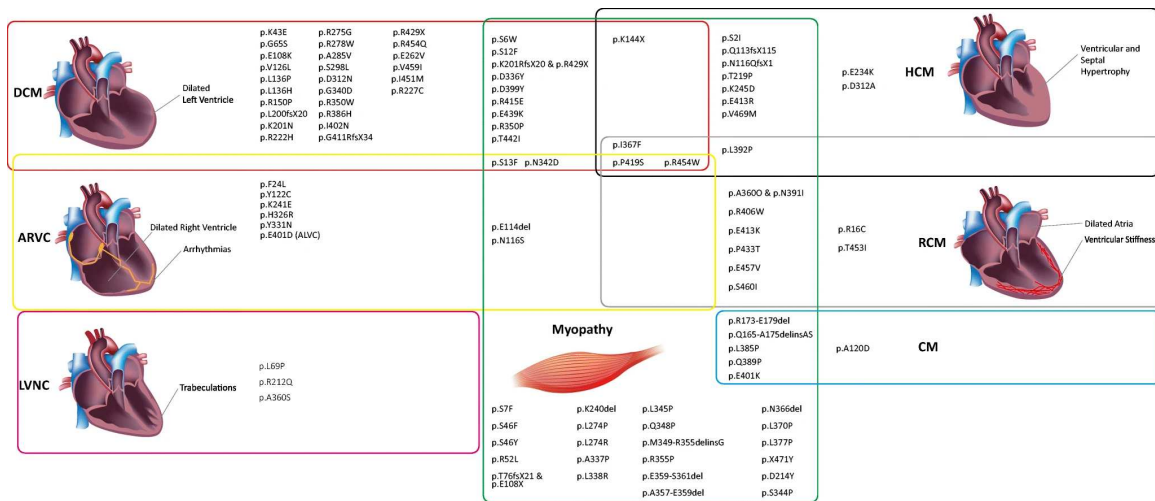 DCM
Dilated
Left Ventricle
p.K43E
p.G65S
p.E108K
p.V126L
p.L136P
p.L136H
p.R150P
p.L200fsX20
p.K201N
p.R222H
p.R275G
p.R278W
p.A285V
p.S298L
p.D312N
p.G340D
p.R350W
p.R386H
p.I402N
p.G411RfsX34
p.R429X
p.R454Q
p.E262V
p.V459I
p.I451M
p.R227C
p.S6W
p.S12F
p.K201RfsX20 & p.R429X
p.D336Y
p.D399Y
p.R415E
p.E439K
p.R350P
p.T442I
p.K144X
p.S2I
p.Q113fsX115
p.N116QfsX1
p.T219P
p.K245D
p.E413R
p.V469M
p.E234K
p.D312A
HCM
Ventricular and
Septal
Hypertrophy
p.I367F
p.L392P
p.S13F p.N342D
p.P419S p.R454W
ARVC
Dilated Right Ventricle
Arrhythmias
p.F24L
p.Y122C
p.K241E
p.H326R
p.Y331N
p.E401D (ALVC)
p.E114del
p.N116S
p.A360O & p.N391I
p.R406W
p.E413K
p.P433T
p.E457V
p.S460I
p.R16C
p.T453I
RCM
Dilated Atria
Ventricular Stiffness
LVNC
Trabeculations
p.L69P
p.R212Q
p.A360S
Myopathy
p.R173-E179del
p.Q165-A175delinsAS
p.L385P
p.Q389P
p.E401K
p.A120D
CM
p.S7F
p.S46F
p.S46Y
p.R52L
p.T76fsX21 &
p.E108X
p.K240del
p.L274P
p.L274R
p.A337P
p.L338R
p.L345P
p.Q348P
p.M349-R355delinsG
p.R355P
p.E359-S361del
p.A357-E359del
p.N366del
p.L370P
p.L377P
p.X471Y
p.D214Y
p.S344P